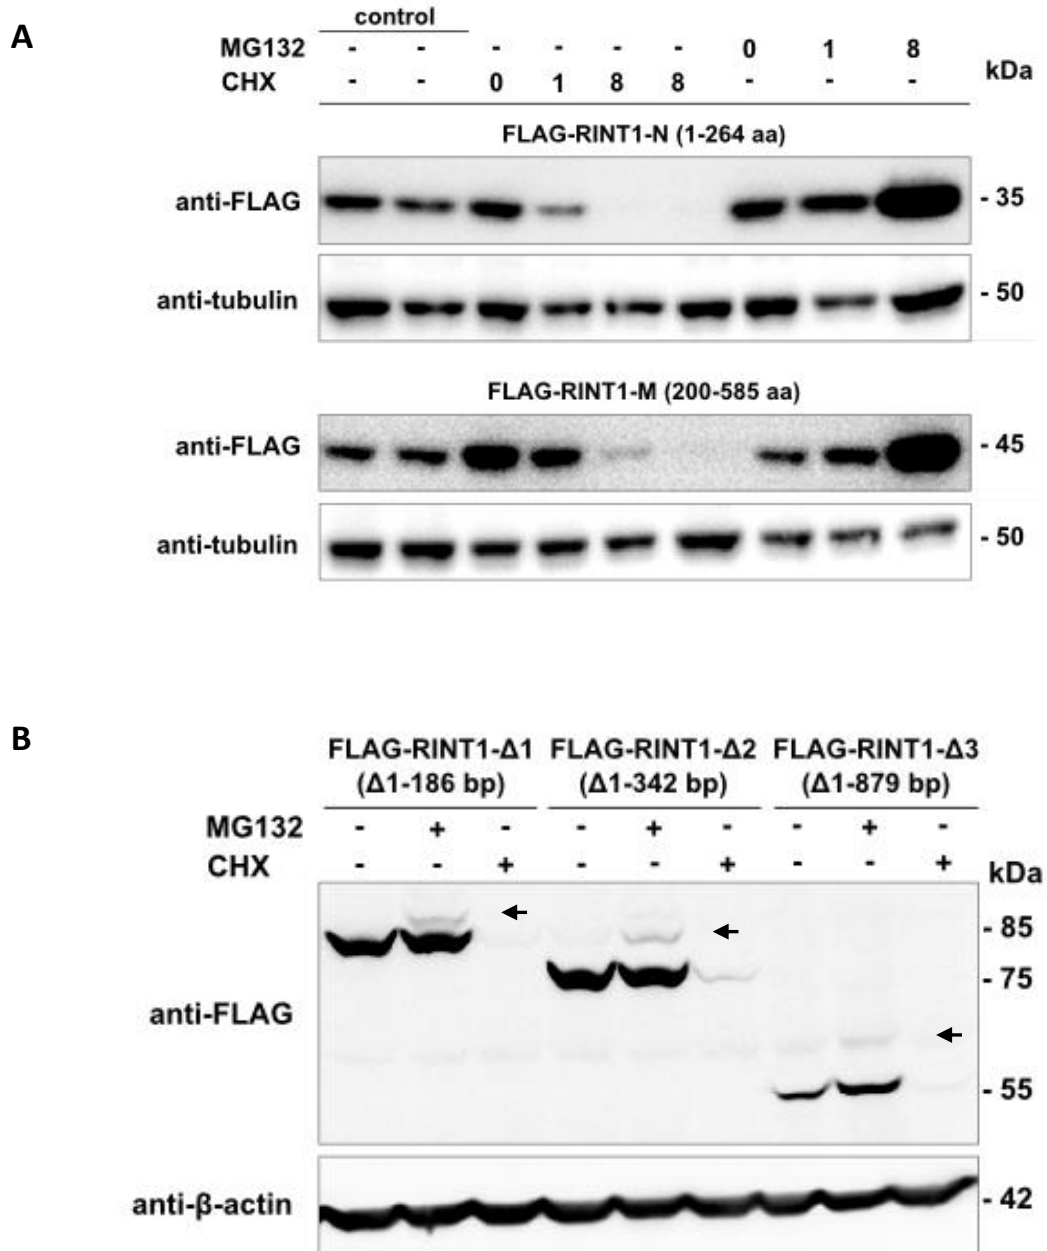 A
control
MG132 - - - - - - 0 1 8
CHX - - 0 1 8 8 - - -
kDa
FLAG-RINT1-N (1-264 aa)
anti-FLAG - 35
anti-tubulin - 50
FLAG-RINT1-M (200-585 aa)
anti-FLAG - 45
anti-tubulin - 50
B
FLAG-RINT1-Δ1 FLAG-RINT1-Δ2 FLAG-RINT1-Δ3
(Δ1-186 bp) (Δ1-342 bp) (Δ1-879 bp)
MG132 - + - - + - - + -
CHX - - + - - + - - +
kDa
- 85
- 75
anti-FLAG
- 55
anti-β-actin - 42